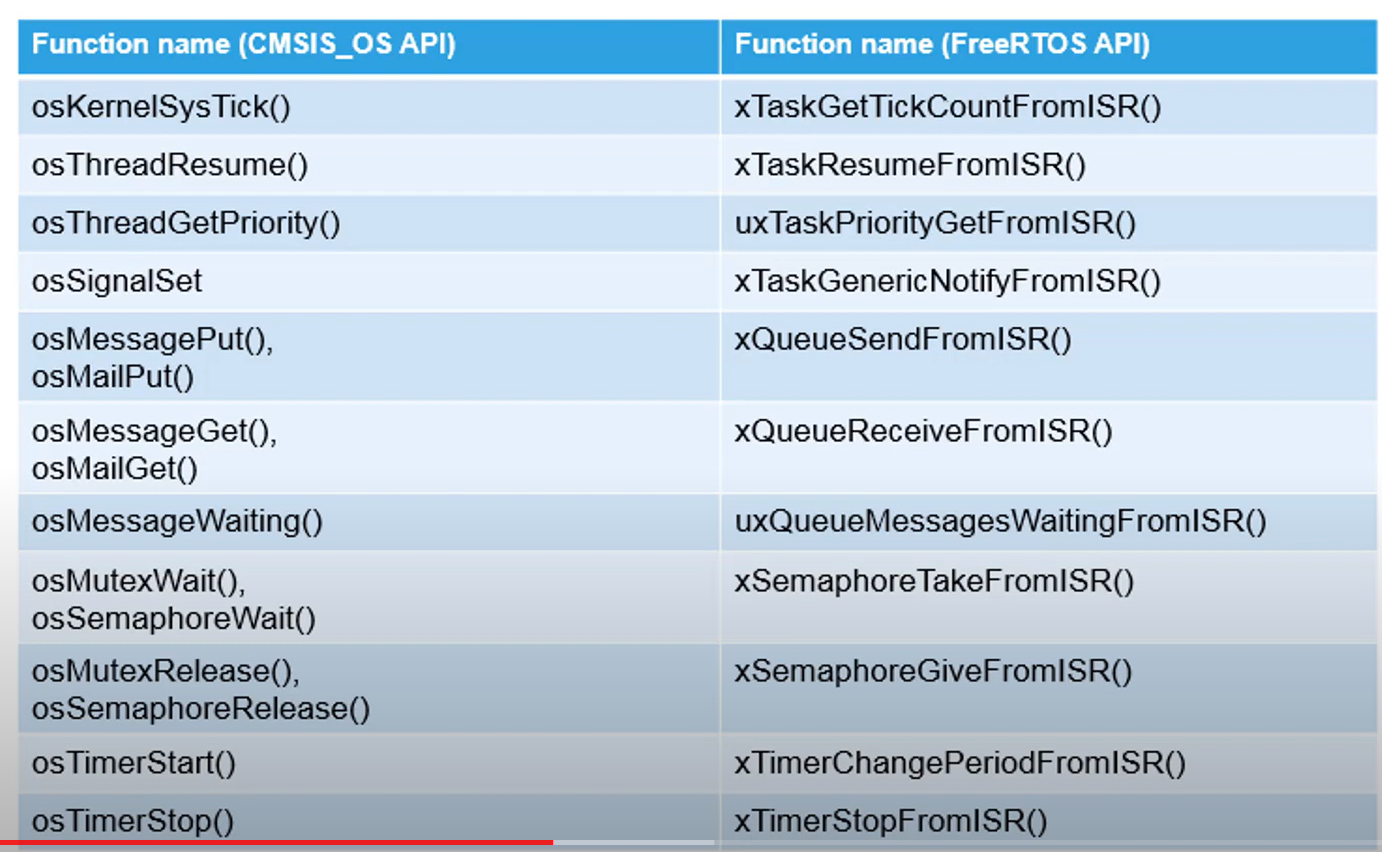 Function name (CMSIS_OS API)
Function name (FreeRTOS API)
osKernelSysTick()
xTaskGetTickCountFromISR()
osThreadResume()
xTaskResumeFromISR()
osThreadGetPriority()
uxTaskPriorityGetFromISR()
osSignalSet
xTaskGenericNotifyFromISR()
osMessagePut(),
osMailPut()
xQueueSendFromISR()
osMessageGet(),
osMailGet()
xQueueReceiveFromISR()
osMessageWaiting()
uxQueueMessagesWaitingFromISR()
osMutexWait(),
osSemaphoreWait()
xSemaphoreTakeFromISR()
osMutexRelease(),
osSemaphoreRelease()
xSemaphoreGiveFromISR()
osTimerStart()
xTimerChangePeriodFromISR()
osTimerStop()
xTimerStopFromISR()